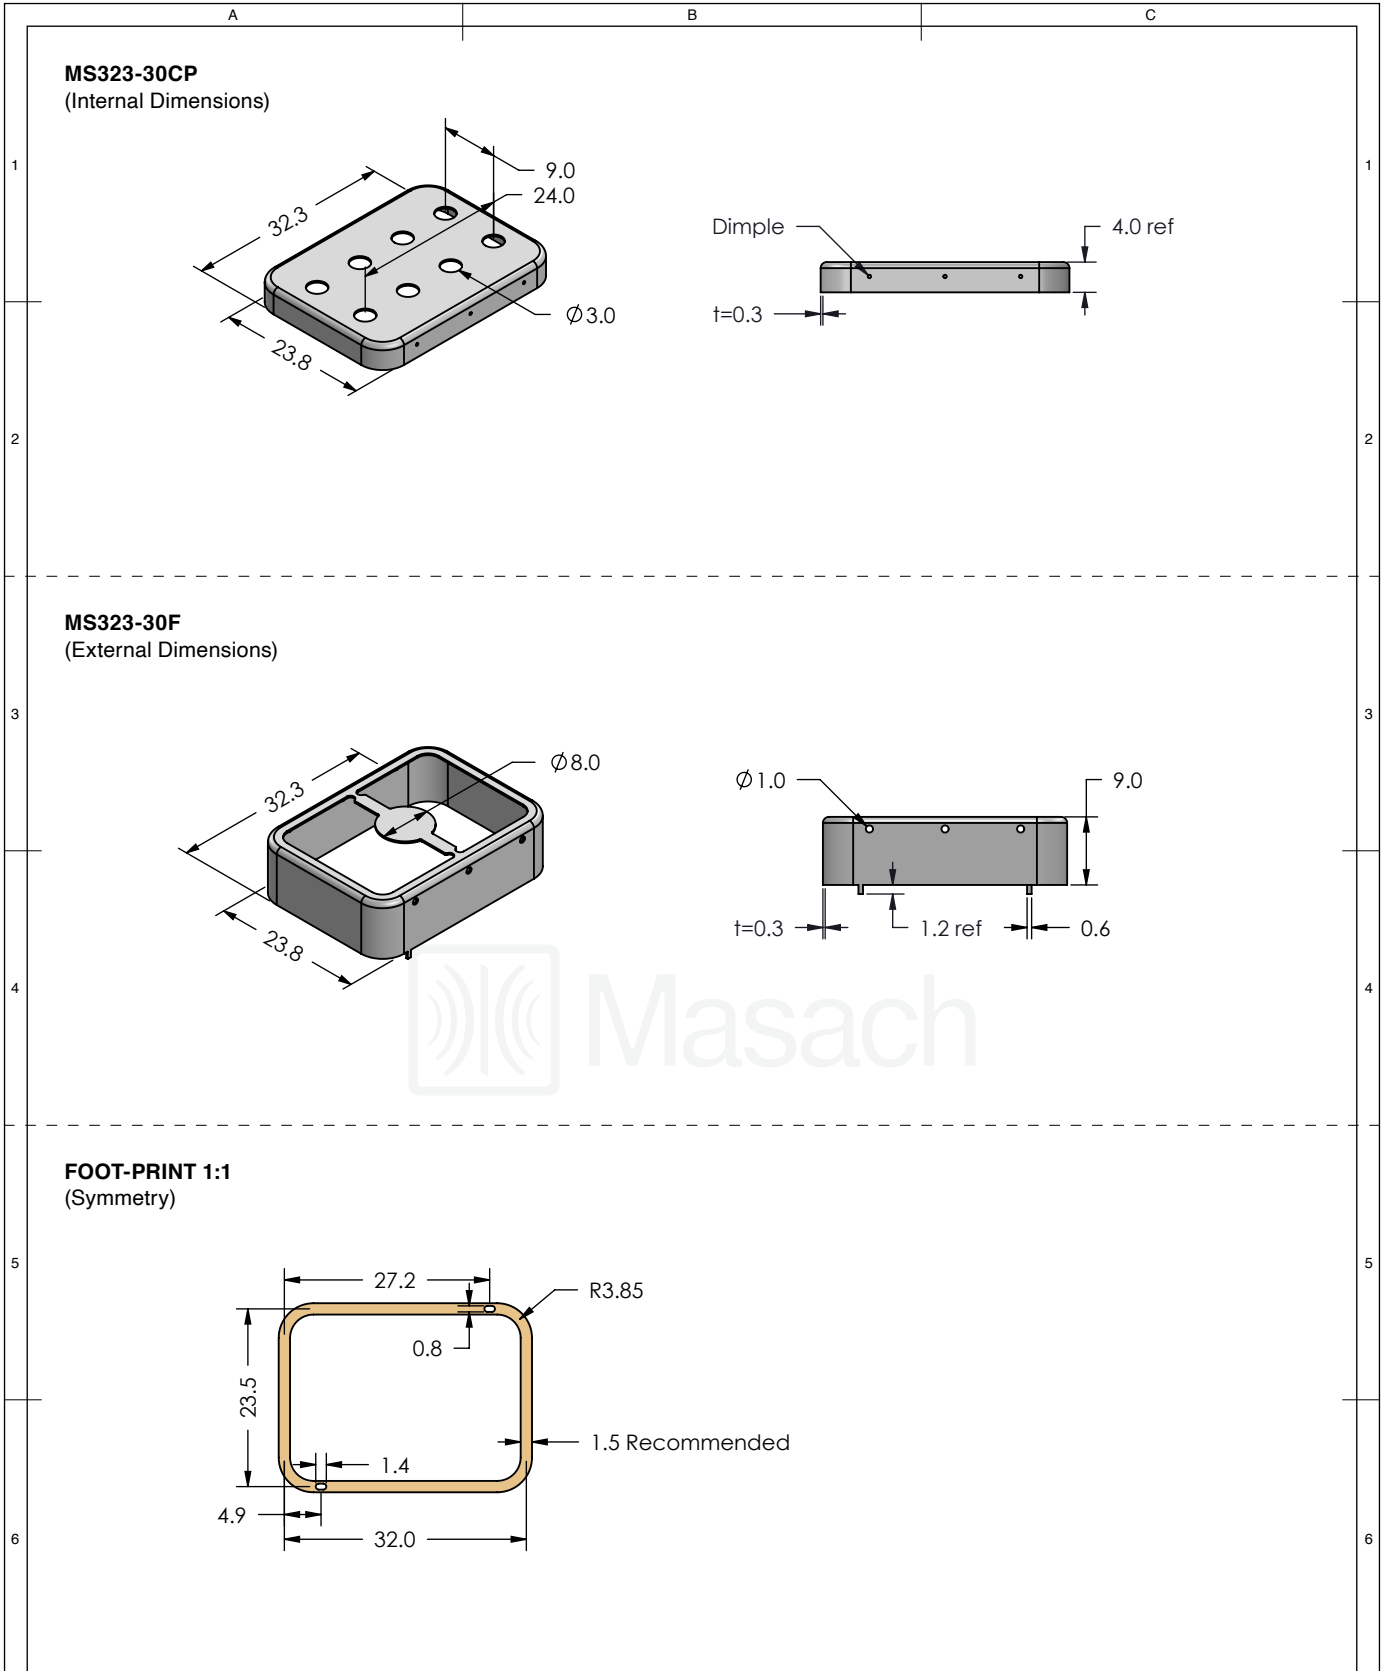 A
B
C
MS323-30CP
(Internal Dimensions)
1
1
9.0
24.0
32.3
Dimple
4.0 ref
Ø3.0
t=0.3
23.8
2
2
MS323-30F
(External Dimensions)
3
3
Ø8.0
32.3
Ø1.0
9.0
t=0.3
1.2 ref
0.6
23.8
Masach
4
4
FOOT-PRINT 1:1
(Symmetry)
5
5
27.2
R3.85
0.8
23.5
1.5 Recommended
1.4
4.9
32.0
6
6